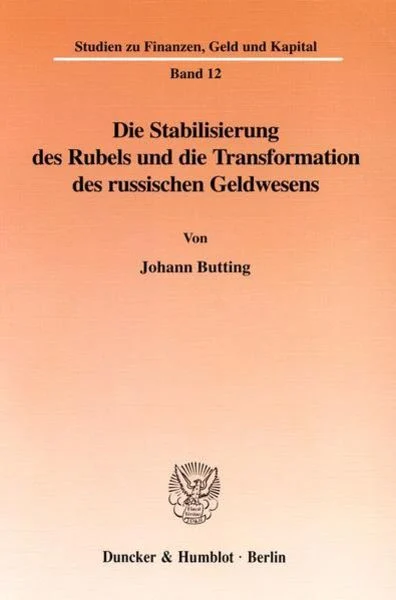 Studien zu Finanzen, Geld und Kapital
Band 12
Die Stabilisierung
des Rubels und die Transformation
des russischen Geldwesens
Von
Johann Butting
Duncker & Humblot · Berlin